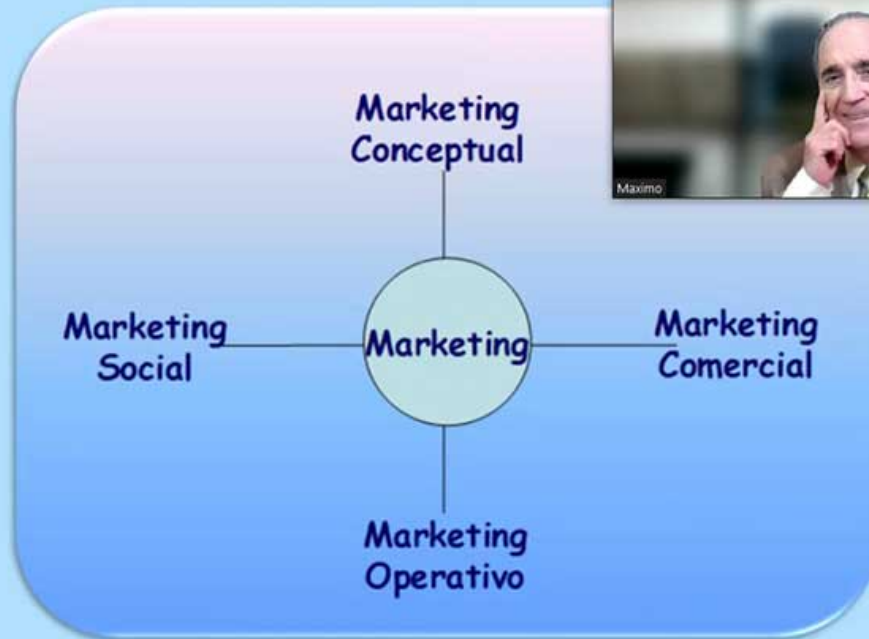 Marketing
Conceptual
Maximo
Marketing
Social
Marketing
Marketing
Comercial
Marketing
Operativo